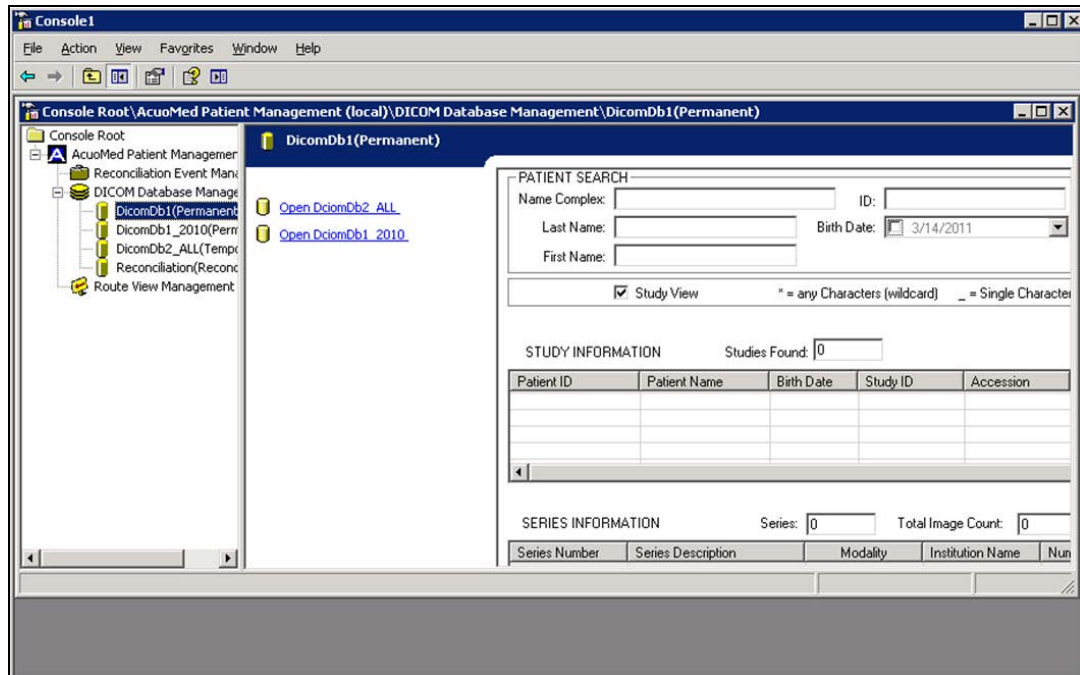 Console1
File Action View Favorites Window Help
Console Root\AcuoMed Patient Management (local)\DICOM Database Management\DicomDb1(Permanent)
Console Root
AcuoMed Patient Managemer
Reconciliation Event Mana
DICOM Database Manage
DicomDb1(Permanent
DicomDb1_2010(Perm
DicomDb2_ALL(Tempo
Reconciliation(Reconc
Route View Management
DicomDb1(Permanent)
Open DciomDb2_ALL
Open DciomDb1_2010
PATIENT SEARCH
Name Complex: ID:
Last Name: Birth Date: 3/14/2011
First Name:
Study View * = any Characters (wildcard) _ = Single Character
STUDY INFORMATION Studies Found: 0
Patient ID Patient Name Birth Date Study ID Accession
SERIES INFORMATION Series: 0 Total Image Count: 0
Series Number Series Description Modality Institution Name Num